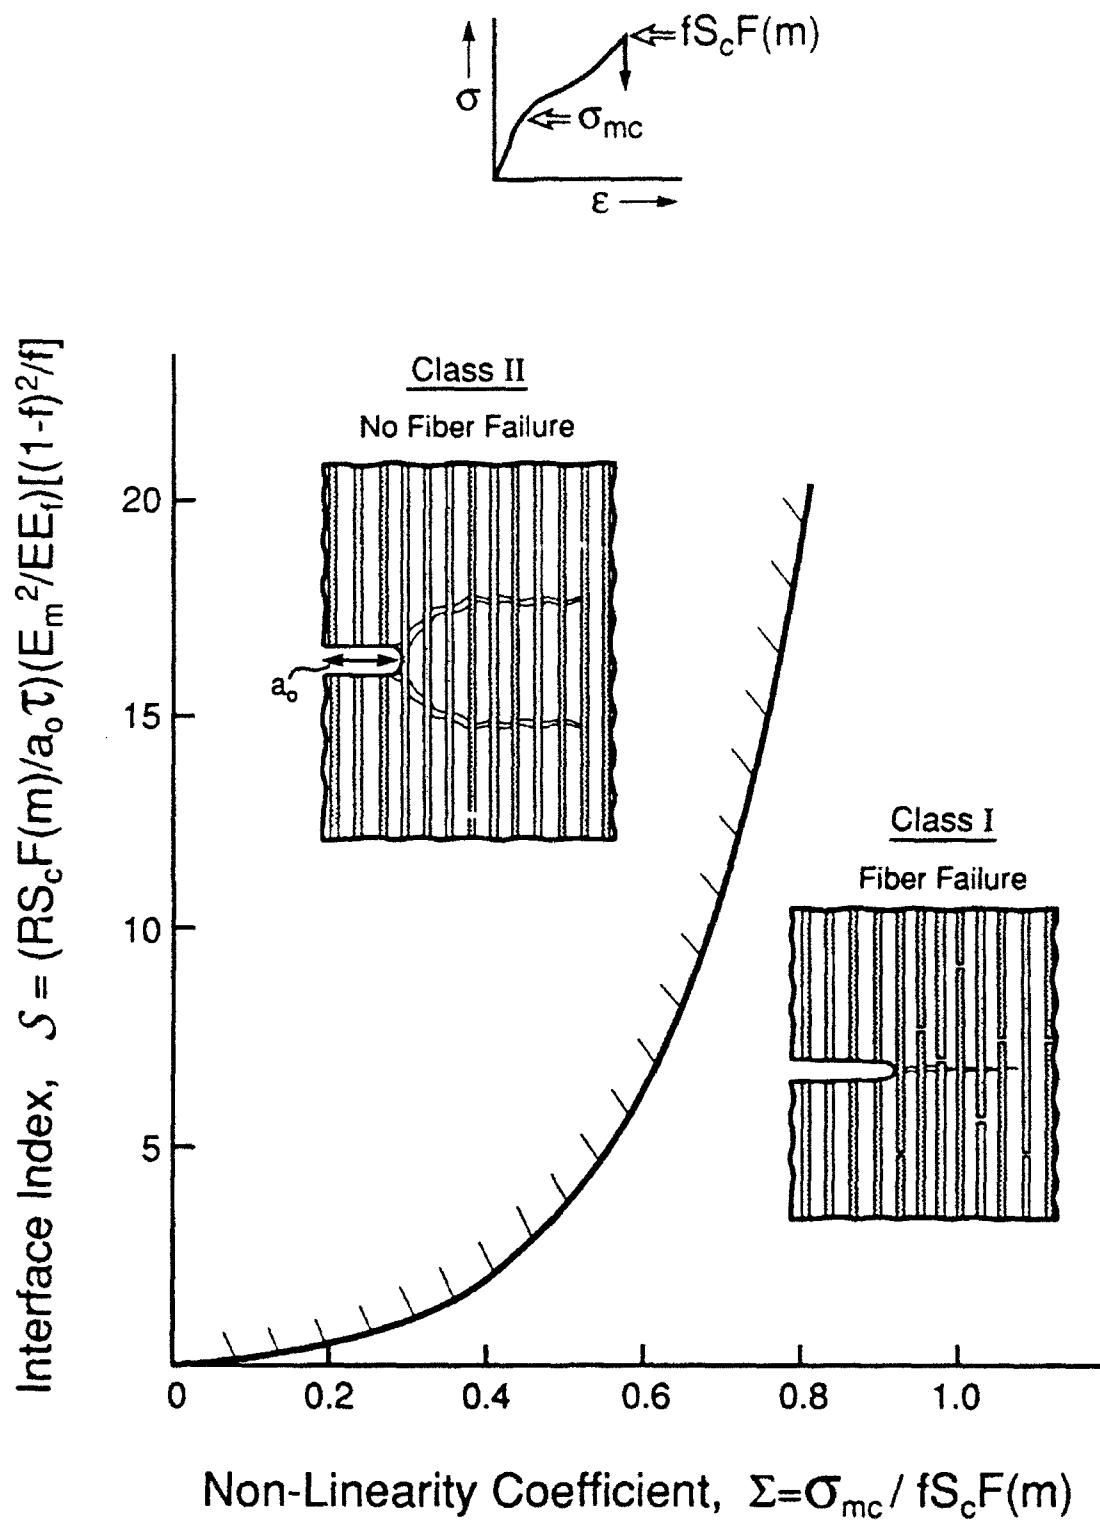 fS_cF(m)
σ
σ_mc
ε
Class II
No Fiber Failure
a_o
Class I
Fiber Failure
Interface Index, 𝒮 = (RS_cF(m)/a_oτ)(E_m²/EE_f)[(1-f)²/f]
20
15
10
5
0 0.2 0.4 0.6 0.8 1.0
Non-Linearity Coefficient, Σ=σ_mc / fS_cF(m)